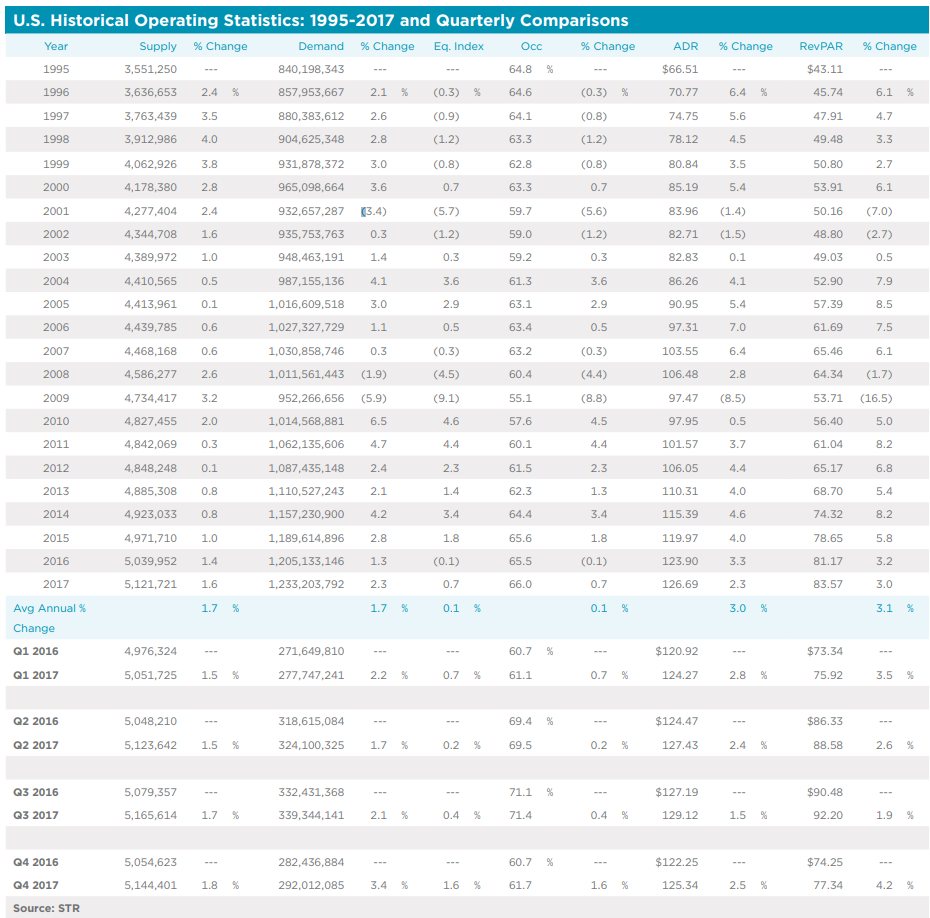 U.S. Historical Operating Statistics: 1995-2017 and Quarterly Comparisons
Year Supply % Change Demand % Change Eq. Index Occ % Change ADR % Change RevPAR % Change
1995 3,551,250 --- 840,198,343 --- --- 64.8 % --- $66.51 --- $43.11 ---
1996 3,636,653 2.4 % 857,953,667 2.1 % (0.3) % 64.6 (0.3) % 70.77 6.4 % 45.74 6.1 %
1997 3,763,439 3.5 880,383,612 2.6 (0.9) 64.1 (0.8) 74.75 5.6 47.91 4.7
1998 3,912,986 4.0 904,625,348 2.8 (1.2) 63.3 (1.2) 78.12 4.5 49.48 3.3
1999 4,062,926 3.8 931,878,372 3.0 (0.8) 62.8 (0.8) 80.84 3.5 50.80 2.7
2000 4,178,380 2.8 965,098,664 3.6 0.7 63.3 0.7 85.19 5.4 53.91 6.1
2001 4,277,404 2.4 932,657,287 (3.4) (5.7) 59.7 (5.6) 83.96 (1.4) 50.16 (7.0)
2002 4,344,708 1.6 935,753,763 0.3 (1.2) 59.0 (1.2) 82.71 (1.5) 48.80 (2.7)
2003 4,389,972 1.0 948,463,191 1.4 0.3 59.2 0.3 82.83 0.1 49.03 0.5
2004 4,410,565 0.5 987,155,136 4.1 3.6 61.3 3.6 86.26 4.1 52.90 7.9
2005 4,413,961 0.1 1,016,609,518 3.0 2.9 63.1 2.9 90.95 5.4 57.39 8.5
2006 4,439,785 0.6 1,027,327,729 1.1 0.5 63.4 0.5 97.31 7.0 61.69 7.5
2007 4,468,168 0.6 1,030,858,746 0.3 (0.3) 63.2 (0.3) 103.55 6.4 65.46 6.1
2008 4,586,277 2.6 1,011,561,443 (1.9) (4.5) 60.4 (4.4) 106.48 2.8 64.34 (1.7)
2009 4,734,417 3.2 952,266,656 (5.9) (9.1) 55.1 (8.8) 97.47 (8.5) 53.71 (16.5)
2010 4,827,455 2.0 1,014,568,881 6.5 4.6 57.6 4.5 97.95 0.5 56.40 5.0
2011 4,842,069 0.3 1,062,135,606 4.7 4.4 60.1 4.4 101.57 3.7 61.04 8.2
2012 4,848,248 0.1 1,087,435,148 2.4 2.3 61.5 2.3 106.05 4.4 65.17 6.8
2013 4,885,308 0.8 1,110,527,243 2.1 1.4 62.3 1.3 110.31 4.0 68.70 5.4
2014 4,923,033 0.8 1,157,230,900 4.2 3.4 64.4 3.4 115.39 4.6 74.32 8.2
2015 4,971,710 1.0 1,189,614,896 2.8 1.8 65.6 1.8 119.97 4.0 78.65 5.8
2016 5,039,952 1.4 1,205,133,146 1.3 (0.1) 65.5 (0.1) 123.90 3.3 81.17 3.2
2017 5,121,721 1.6 1,233,203,792 2.3 0.7 66.0 0.7 126.69 2.3 83.57 3.0
Avg Annual % 1.7 % 1.7 % 0.1 % 0.1 % 3.0 % 3.1 %
Change
Q1 2016 4,976,324 --- 271,649,810 --- --- 60.7 % --- $120.92 --- $73.34 ---
Q1 2017 5,051,725 1.5 % 277,747,241 2.2 % 0.7 % 61.1 0.7 % 124.27 2.8 % 75.92 3.5 %
Q2 2016 5,048,210 --- 318,615,084 --- --- 69.4 % --- $124.47 --- $86.33 ---
Q2 2017 5,123,642 1.5 % 324,100,325 1.7 % 0.2 % 69.5 0.2 % 127.43 2.4 % 88.58 2.6 %
Q3 2016 5,079,357 --- 332,431,368 --- --- 71.1 % --- $127.19 --- $90.48 ---
Q3 2017 5,165,614 1.7 % 339,344,141 2.1 % 0.4 % 71.4 0.4 % 129.12 1.5 % 92.20 1.9 %
Q4 2016 5,054,623 --- 282,436,884 --- --- 60.7 % --- $122.25 --- $74.25 ---
Q4 2017 5,144,401 1.8 % 292,012,085 3.4 % 1.6 % 61.7 1.6 % 125.34 2.5 % 77.34 4.2 %
Source: STR